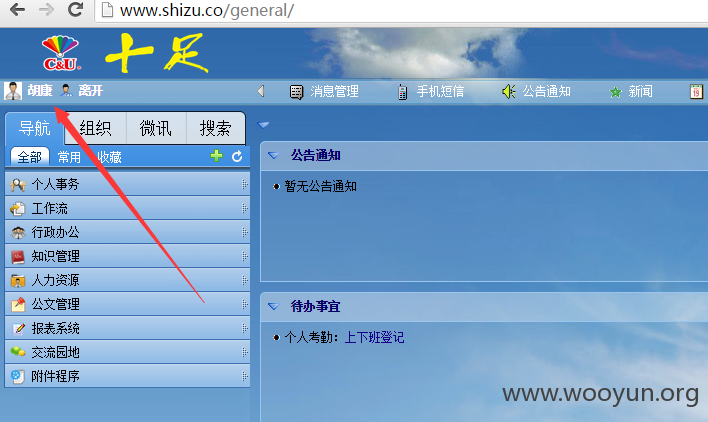 www.shizu.co/general/
C&U 十足
胡康 离开 消息管理 手机短信 公告通知 新闻 19
导航 组织 微讯 搜索
全部 常用 收藏
公告通知
个人事务
暂无公告通知
工作流
行政办公
知识管理
人力资源
公文管理
待办事宜
报表系统
个人考勤：上下班登记
交流园地
附件程序
www.wooyun.org